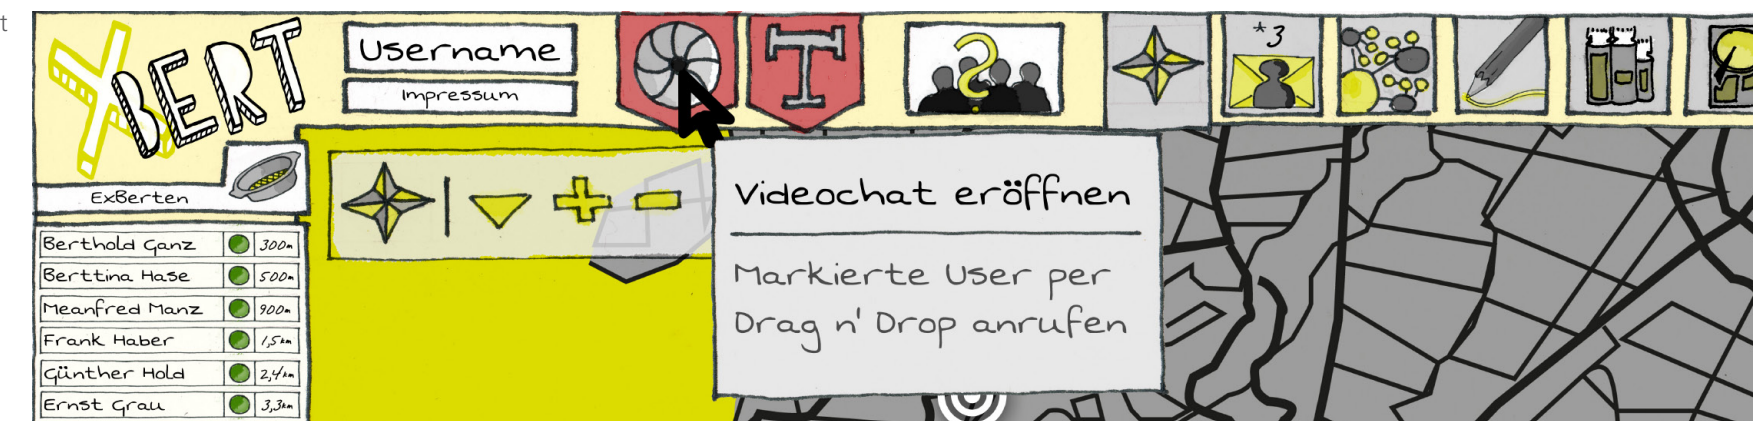 t
XBERT
Username
Impressum
T
*3
ExBerten
Berthold Ganz 300m
Berttina Hase 500m
Meanfred Manz 900m
Frank Haber 1,5km
Günther Hold 2,4km
Ernst Grau 3,3km
Videochat eröffnen
Markierte User per
Drag n' Drop anrufen